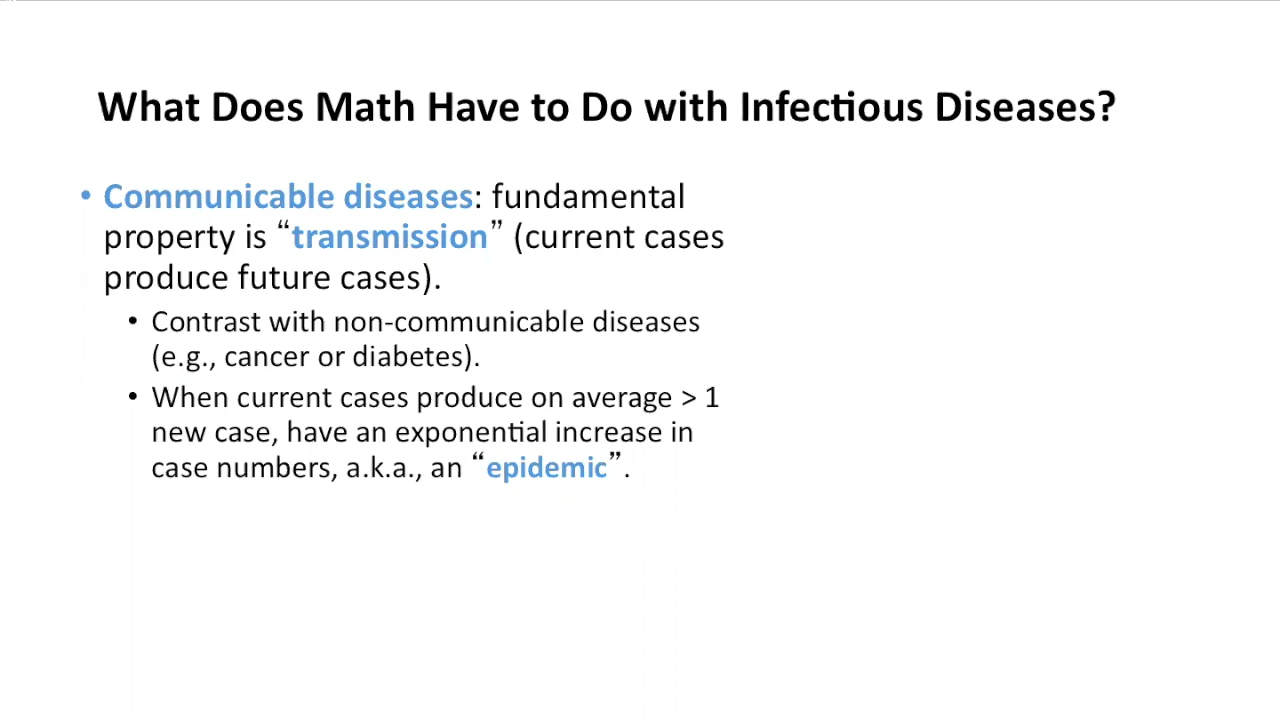 What Does Math Have to Do with Infectious Diseases?
• Communicable diseases: fundamental
property is “transmission” (current cases
produce future cases).
• Contrast with non-communicable diseases
(e.g., cancer or diabetes).
• When current cases produce on average > 1
new case, have an exponential increase in
case numbers, a.k.a., an “epidemic”.